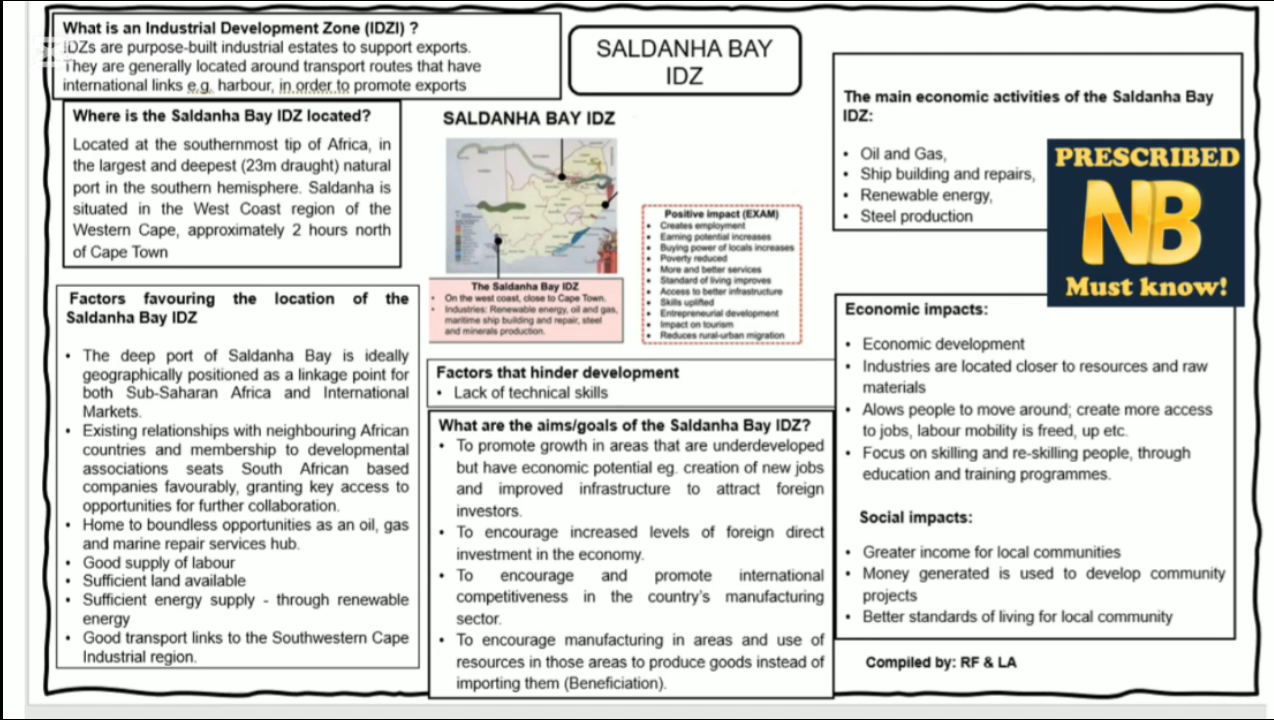 What is an Industrial Development Zone (IDZI) ?
IDZs are purpose-built industrial estates to support exports.
They are generally located around transport routes that have
international links e.g. harbour, in order to promote exports
SALDANHA BAY
IDZ
Where is the Saldanha Bay IDZ located?
Located at the southernmost tip of Africa, in
the largest and deepest (23m draught) natural
port in the southern hemisphere. Saldanha is
situated in the West Coast region of the
Western Cape, approximately 2 hours north
of Cape Town
Factors favouring the location of the
Saldanha Bay IDZ
• The deep port of Saldanha Bay is ideally
geographically positioned as a linkage point for
both Sub-Saharan Africa and International
Markets.
• Existing relationships with neighbouring African
countries and membership to developmental
associations seats South African based
companies favourably, granting key access to
opportunities for further collaboration.
• Home to boundless opportunities as an oil, gas
and marine repair services hub.
• Good supply of labour
• Sufficient land available
• Sufficient energy supply - through renewable
energy
• Good transport links to the Southwestern Cape
Industrial region.
SALDANHA BAY IDZ
The Saldanha Bay IDZ
• On the west coast, close to Cape Town.
• Industries: Renewable energy, oil and gas,
maritime ship building and repair, steel
and minerals production.
Positive impact (EXAM)
• Creates employment
• Earning potential increases
• Buying power of locals increases
• Poverty reduced
• More and better services
• Standard of living improves
• Access to better infrastructure
• Skills uplifted
• Entrepreneurial development
• Impact on tourism
• Reduces rural-urban migration
Factors that hinder development
• Lack of technical skills
What are the aims/goals of the Saldanha Bay IDZ?
• To promote growth in areas that are underdeveloped
but have economic potential eg. creation of new jobs
and improved infrastructure to attract foreign
investors.
• To encourage increased levels of foreign direct
investment in the economy.
• To encourage and promote international
competitiveness in the country's manufacturing
sector.
• To encourage manufacturing in areas and use of
resources in those areas to produce goods instead of
importing them (Beneficiation).
The main economic activities of the Saldanha Bay
IDZ:
• Oil and Gas,
• Ship building and repairs,
• Renewable energy,
• Steel production
PRESCRIBED
NB
Must know!
Economic impacts:
• Economic development
• Industries are located closer to resources and raw
materials
• Alows people to move around; create more access
to jobs, labour mobility is freed, up etc.
• Focus on skilling and re-skilling people, through
education and training programmes.
Social impacts:
• Greater income for local communities
• Money generated is used to develop community
projects
• Better standards of living for local community
Compiled by: RF & LA